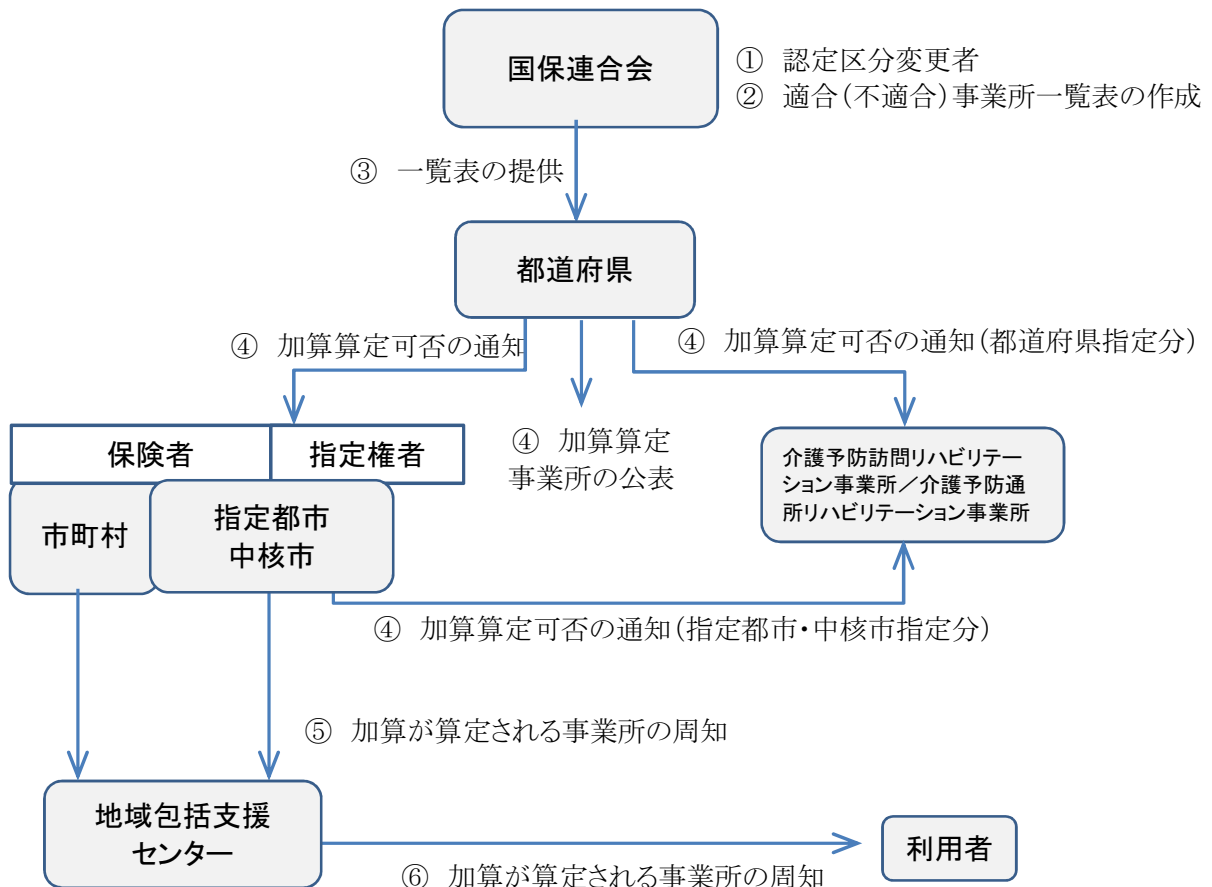 国保連合会
① 認定区分変更者
② 適合(不適合)事業所一覧表の作成
③ 一覧表の提供
都道府県
④ 加算算定可否の通知
④ 加算算定可否の通知(都道府県指定分)
④ 加算算定
事業所の公表
保険者
指定権者
市町村
指定都市
中核市
介護予防訪問リハビリテー
ション事業所／介護予防通
所リハビリテーション事業所
④ 加算算定可否の通知(指定都市・中核市指定分)
⑤ 加算が算定される事業所の周知
地域包括支援
センター
利用者
⑥ 加算が算定される事業所の周知